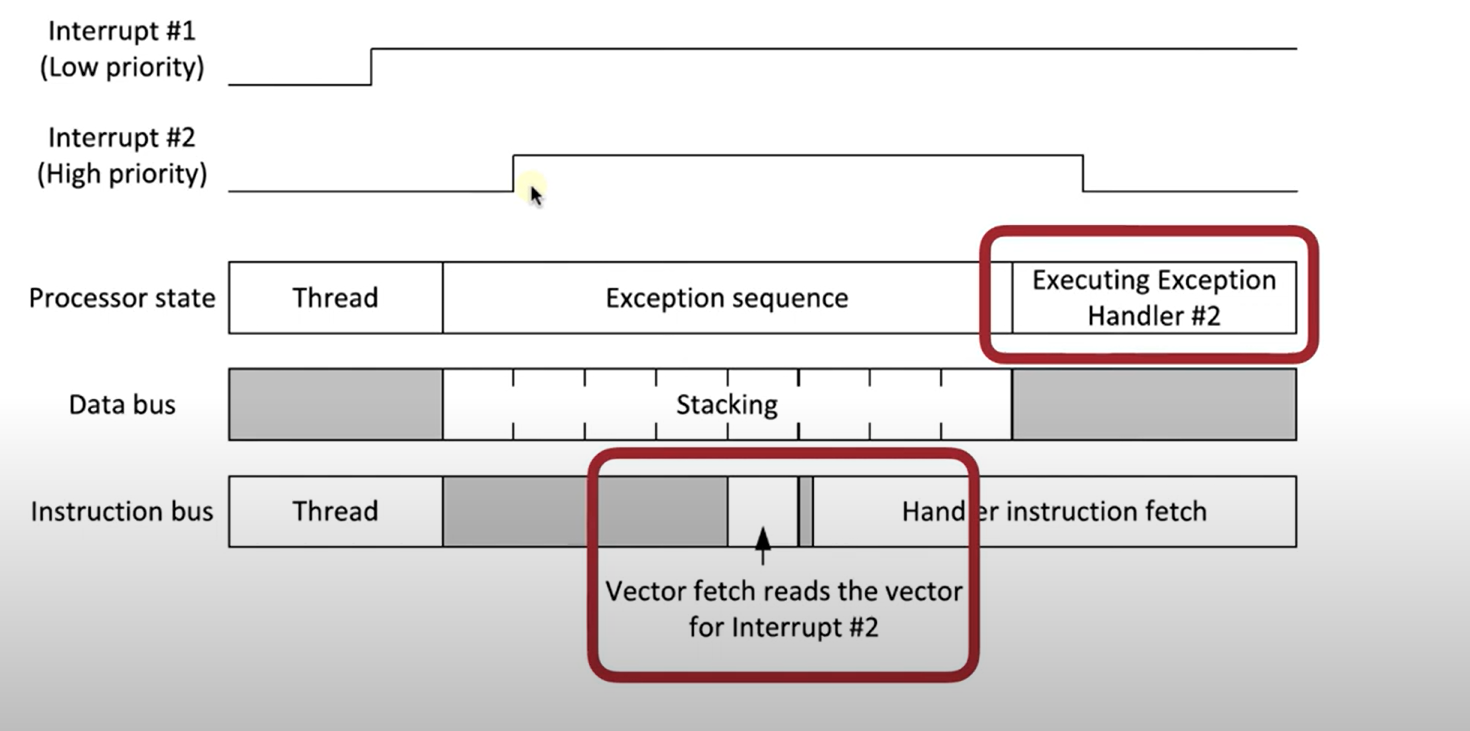 Interrupt #1
(Low priority)
Interrupt #2
(High priority)
Processor state
Thread
Exception sequence
Executing Exception
Handler #2
Data bus
Stacking
Instruction bus
Thread
Handler instruction fetch
Vector fetch reads the vector
for Interrupt #2